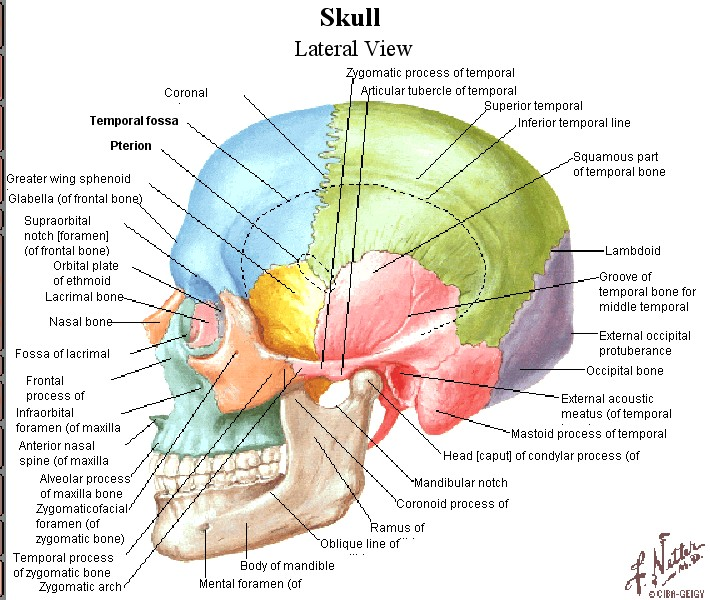 Skull
Lateral View
Zygomatic process of temporal
Articular tubercle of temporal
Coronal
Superior temporal
Temporal fossa
Inferior temporal line
Pterion
Squamous part
of temporal bone
Greater wing sphenoid
Glabella (of frontal bone)
Supraorbital
notch [foramen]
(of frontal bone)
Lambdoid
Orbital plate
of ethmoid
Groove of
temporal bone for
middle temporal
Lacrimal bone
Nasal bone
External occipital
protuberance
Fossa of lacrimal
Occipital bone
Frontal
process of
External acoustic
meatus (of temporal
Infraorbital
foramen (of maxilla
Mastoid process of temporal
Anterior nasal
spine (of maxilla
Head [caput] of condylar process (of
Alveolar process
of maxilla bone
Mandibular notch
Zygomaticofacial
foramen (of
zygomatic bone)
Coronoid process of
Ramus of
Oblique line of
Temporal process
of zygomatic bone
Body of mandible
Zygomatic arch
Mental foramen (of
F. Netter
M.D.
© CIBA-GEIGY